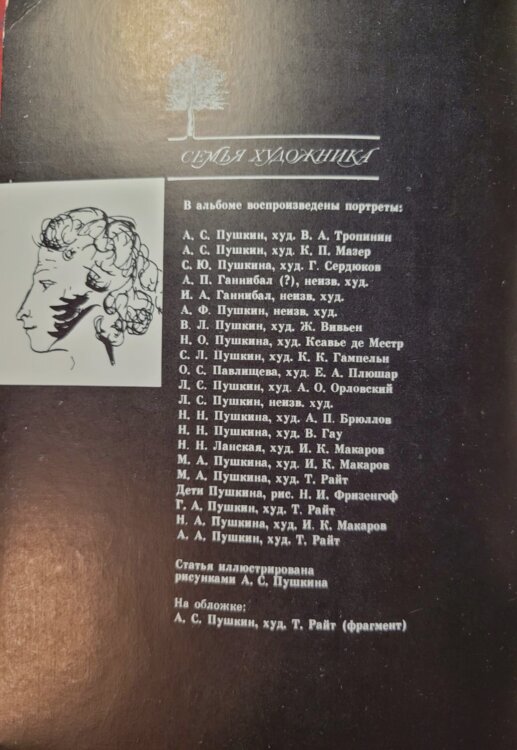 СЕМЬЯ ХУДОЖНИКА
В альбоме воспроизведены портреты:
А. С. Пушкин, худ. В. А. Тропинин
А. С. Пушкин, худ. К. П. Мазер
С. Ю. Пушкина, худ. Г. Сердюков
А. П. Ганнибал (?), неизв. худ.
И. А. Ганнибал, неизв. худ.
А. Ф. Пушкин, неизв. худ.
В. Л. Пушкин, худ. Ж. Вивьен
Н. О. Пушкина, худ. Ксавье де Местр
С. Л. Пушкин, худ. К. К. Гампельн
О. С. Павлищева, худ. Е. А. Плюшар
Л. С. Пушкин, худ. А. О. Орловский
Л. С. Пушкин, неизв. худ.
Н. Н. Пушкина, худ. А. П. Брюллов
Н. Н. Пушкина, худ. В. Гау
Н. Н. Ланская, худ. И. К. Макаров
М. А. Пушкина, худ. И. К. Макаров
М. А. Пушкина, худ. Т. Райт
Дети Пушкина, рис. Н. И. Фризенгоф
Г. А. Пушкин, худ. Т. Райт
Н. А. Пушкина, худ. И. К. Макаров
А. А. Пушкин, худ. Т. Райт
Статья иллюстрирована
рисунками А. С. Пушкина
На обложке:
А. С. Пушкин, худ. Т. Райт (фрагмент)